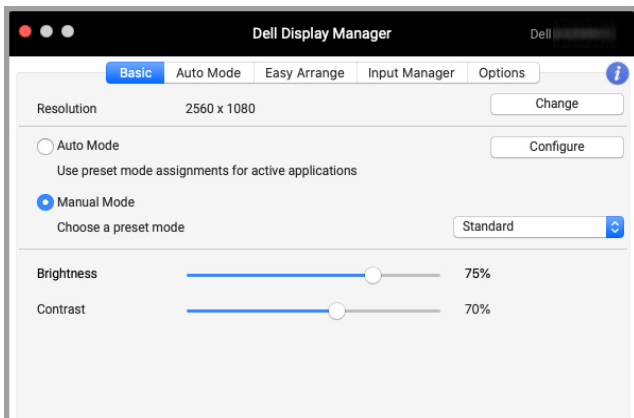 Dell Display Manager
Dell
Basic Auto Mode Easy Arrange Input Manager Options i
Resolution 2560 x 1080 Change
Auto Mode Configure
Use preset mode assignments for active applications
Manual Mode
Choose a preset mode Standard
Brightness 75%
Contrast 70%